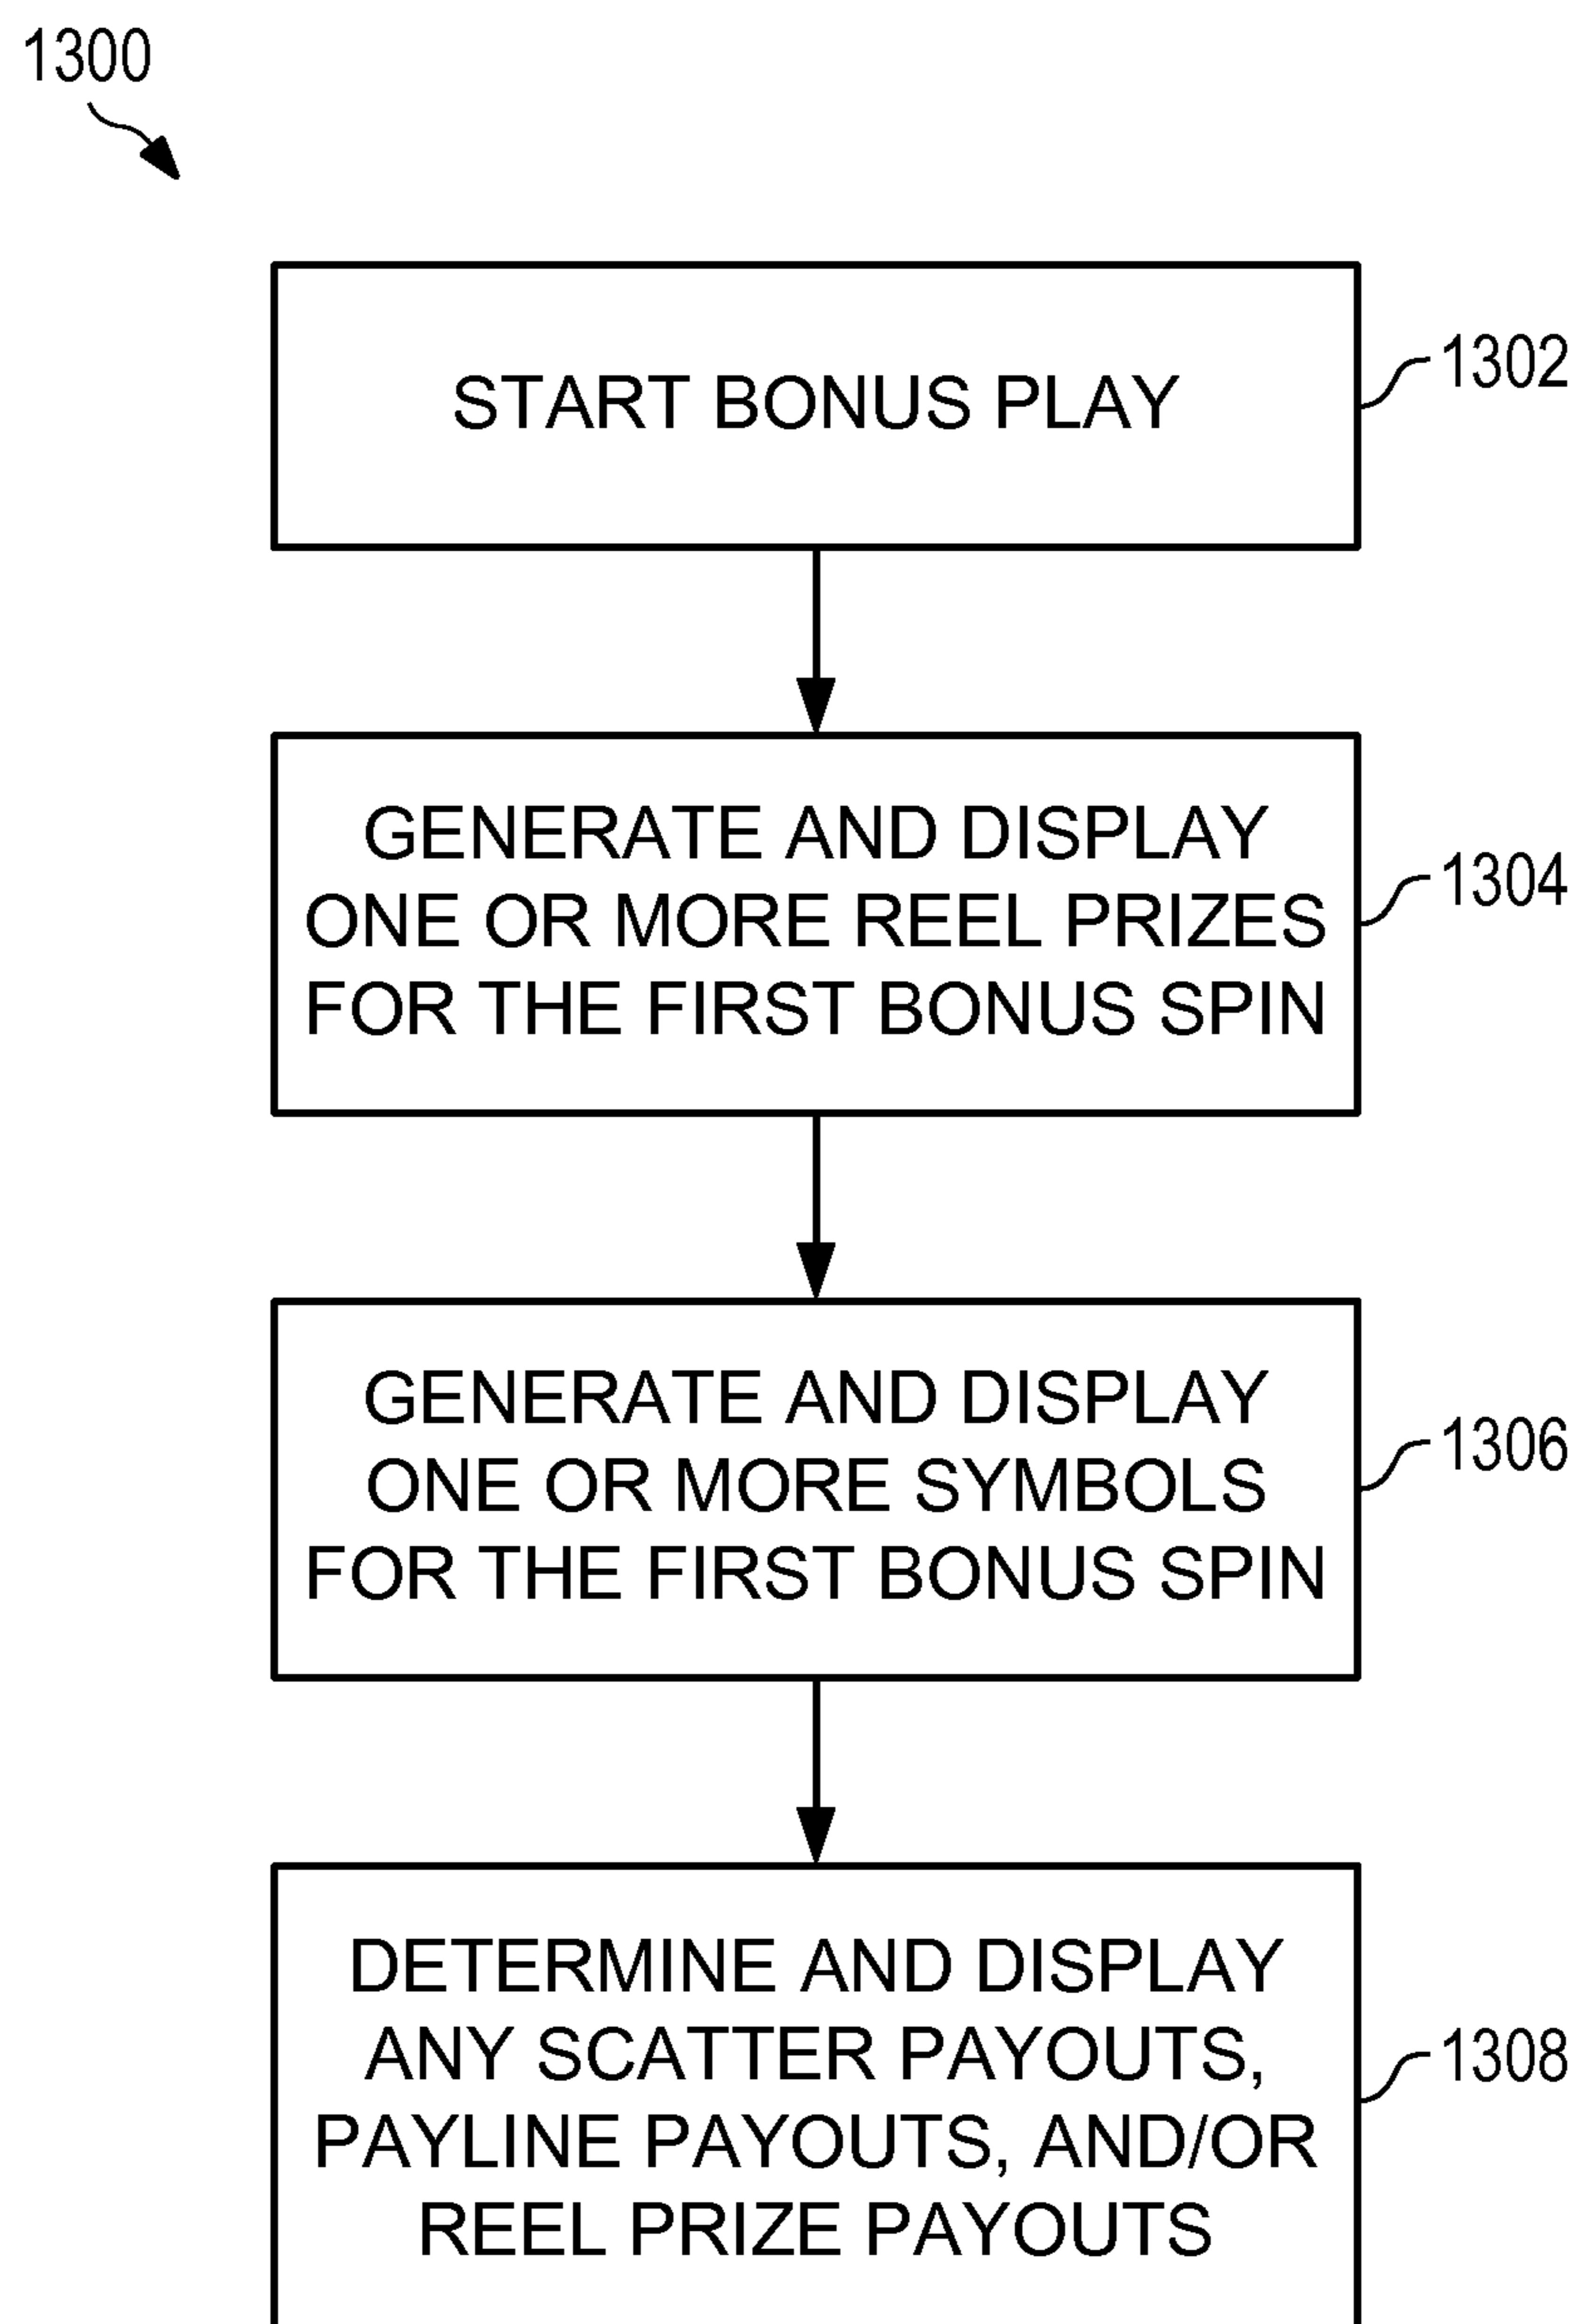 1300
START BONUS PLAY
1302
GENERATE AND DISPLAY
ONE OR MORE REEL PRIZES
FOR THE FIRST BONUS SPIN
1304
GENERATE AND DISPLAY
ONE OR MORE SYMBOLS
FOR THE FIRST BONUS SPIN
1306
DETERMINE AND DISPLAY
ANY SCATTER PAYOUTS,
PAYLINE PAYOUTS, AND/OR
REEL PRIZE PAYOUTS
1308